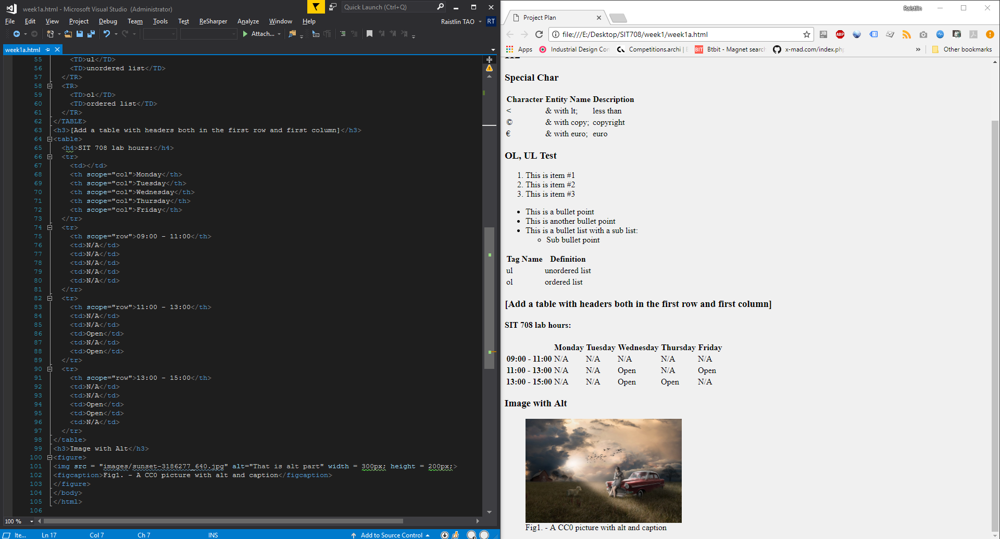 week1a.html - Microsoft Visual Studio (Administrator)
Quick Launch (Ctrl+Q)
File Edit View Project Debug Team Tools Test ReSharper Analyze Window Help
Raistlin TAO RT
Attach...
week1a.html
55 <TD>ul</TD>
56 <TD>unordered list</TD>
57 </TR>
58 <TR>
59 <TD>ol</TD>
60 <TD>ordered list</TD>
61 </TR>
62 </TABLE>
63 <h3>[Add a table with headers both in the first row and first column]</h3>
64 <table>
65 <h4>SIT 708 lab hours:</h4>
66 <tr>
67 <td></td>
68 <th scope="col">Monday</th>
69 <th scope="col">Tuesday</th>
70 <th scope="col">Wednesday</th>
71 <th scope="col">Thursday</th>
72 <th scope="col">Friday</th>
73 </tr>
74 <tr>
75 <th scope="row">09:00 - 11:00</th>
76 <td>N/A</td>
77 <td>N/A</td>
78 <td>N/A</td>
79 <td>N/A</td>
80 <td>N/A</td>
81 </tr>
82 <tr>
83 <th scope="row">11:00 - 13:00</th>
84 <td>N/A</td>
85 <td>N/A</td>
86 <td>Open</td>
87 <td>N/A</td>
88 <td>Open</td>
89 </tr>
90 <tr>
91 <th scope="row">13:00 - 15:00</th>
92 <td>N/A</td>
93 <td>N/A</td>
94 <td>Open</td>
95 <td>Open</td>
96 <td>N/A</td>
97 </tr>
98 </table>
99 <h3>Image with Alt</h3>
100 <figure>
101 <img src = "images/sunset-3186277_640.jpg" alt="That is alt part" width = 300px; height = 200px;>
102 <figcaption>Fig1. - A CC0 picture with alt and caption</figcaption>
103 </figure>
104 </body>
105 </html>
106
100 %
Ite... Ln 17 Col 7 Ch 7 INS Add to Source Control
Raistlin
Project Plan
file:///E:/Desktop/SIT708/week1/week1a.html
JB ABP
Apps Industrial Design Con Competitions.archi | E BIT Btbit - Magnet searc x-mad.com/index.ph » Other bookmarks
Special Char
Character Entity Name Description
< & with lt; less than
© & with copy; copyright
€ & with euro; euro
OL, UL Test
1. This is item #1
2. This is item #2
3. This is item #3
• This is a bullet point
• This is another bullet point
• This is a bullet list with a sub list:
◦ Sub bullet point
Tag Name Definition
ul unordered list
ol ordered list
[Add a table with headers both in the first row and first column]
SIT 708 lab hours:
Monday Tuesday Wednesday Thursday Friday
09:00 - 11:00 N/A N/A N/A N/A N/A
11:00 - 13:00 N/A N/A Open N/A Open
13:00 - 15:00 N/A N/A Open Open N/A
Image with Alt
Fig1. - A CC0 picture with alt and caption